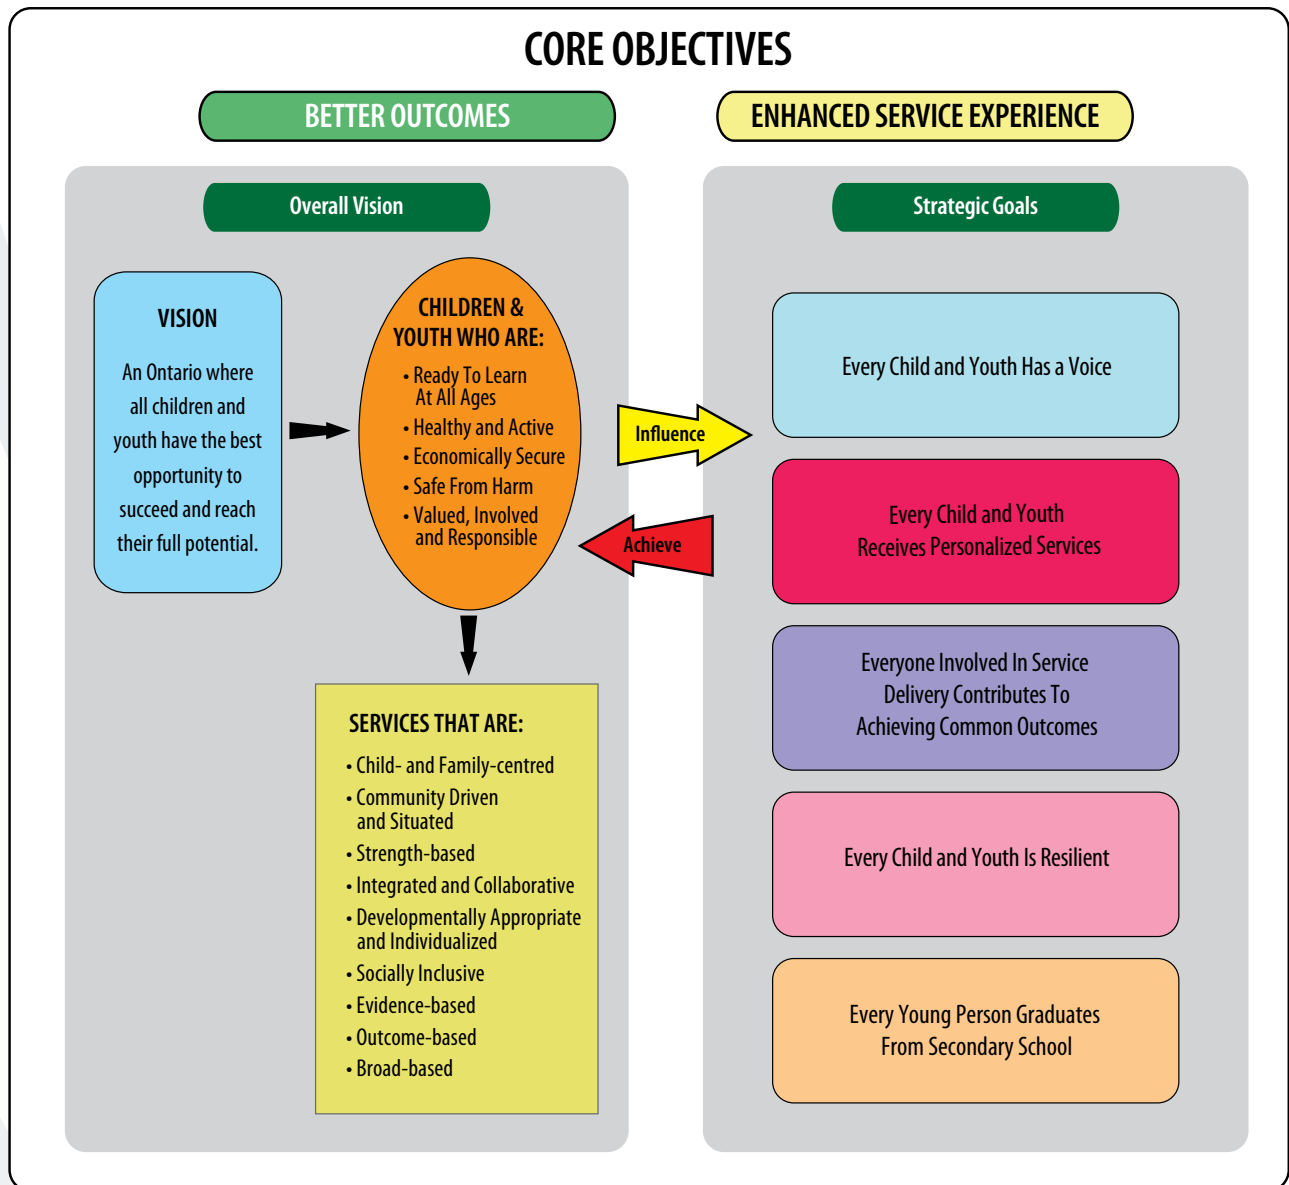 CORE OBJECTIVES
BETTER OUTCOMES
ENHANCED SERVICE EXPERIENCE
Overall Vision
VISION
An Ontario where
all children and
youth have the best
opportunity to
succeed and reach
their full potential.
CHILDREN &
YOUTH WHO ARE:
• Ready To Learn
At All Ages
• Healthy and Active
• Economically Secure
• Safe From Harm
• Valued, Involved
and Responsible
SERVICES THAT ARE:
• Child- and Family-centred
• Community Driven
and Situated
• Strength-based
• Integrated and Collaborative
• Developmentally Appropriate
and Individualized
• Socially Inclusive
• Evidence-based
• Outcome-based
• Broad-based
Influence
Achieve
Strategic Goals
Every Child and Youth Has a Voice
Every Child and Youth
Receives Personalized Services
Everyone Involved In Service
Delivery Contributes To
Achieving Common Outcomes
Every Child and Youth Is Resilient
Every Young Person Graduates
From Secondary School